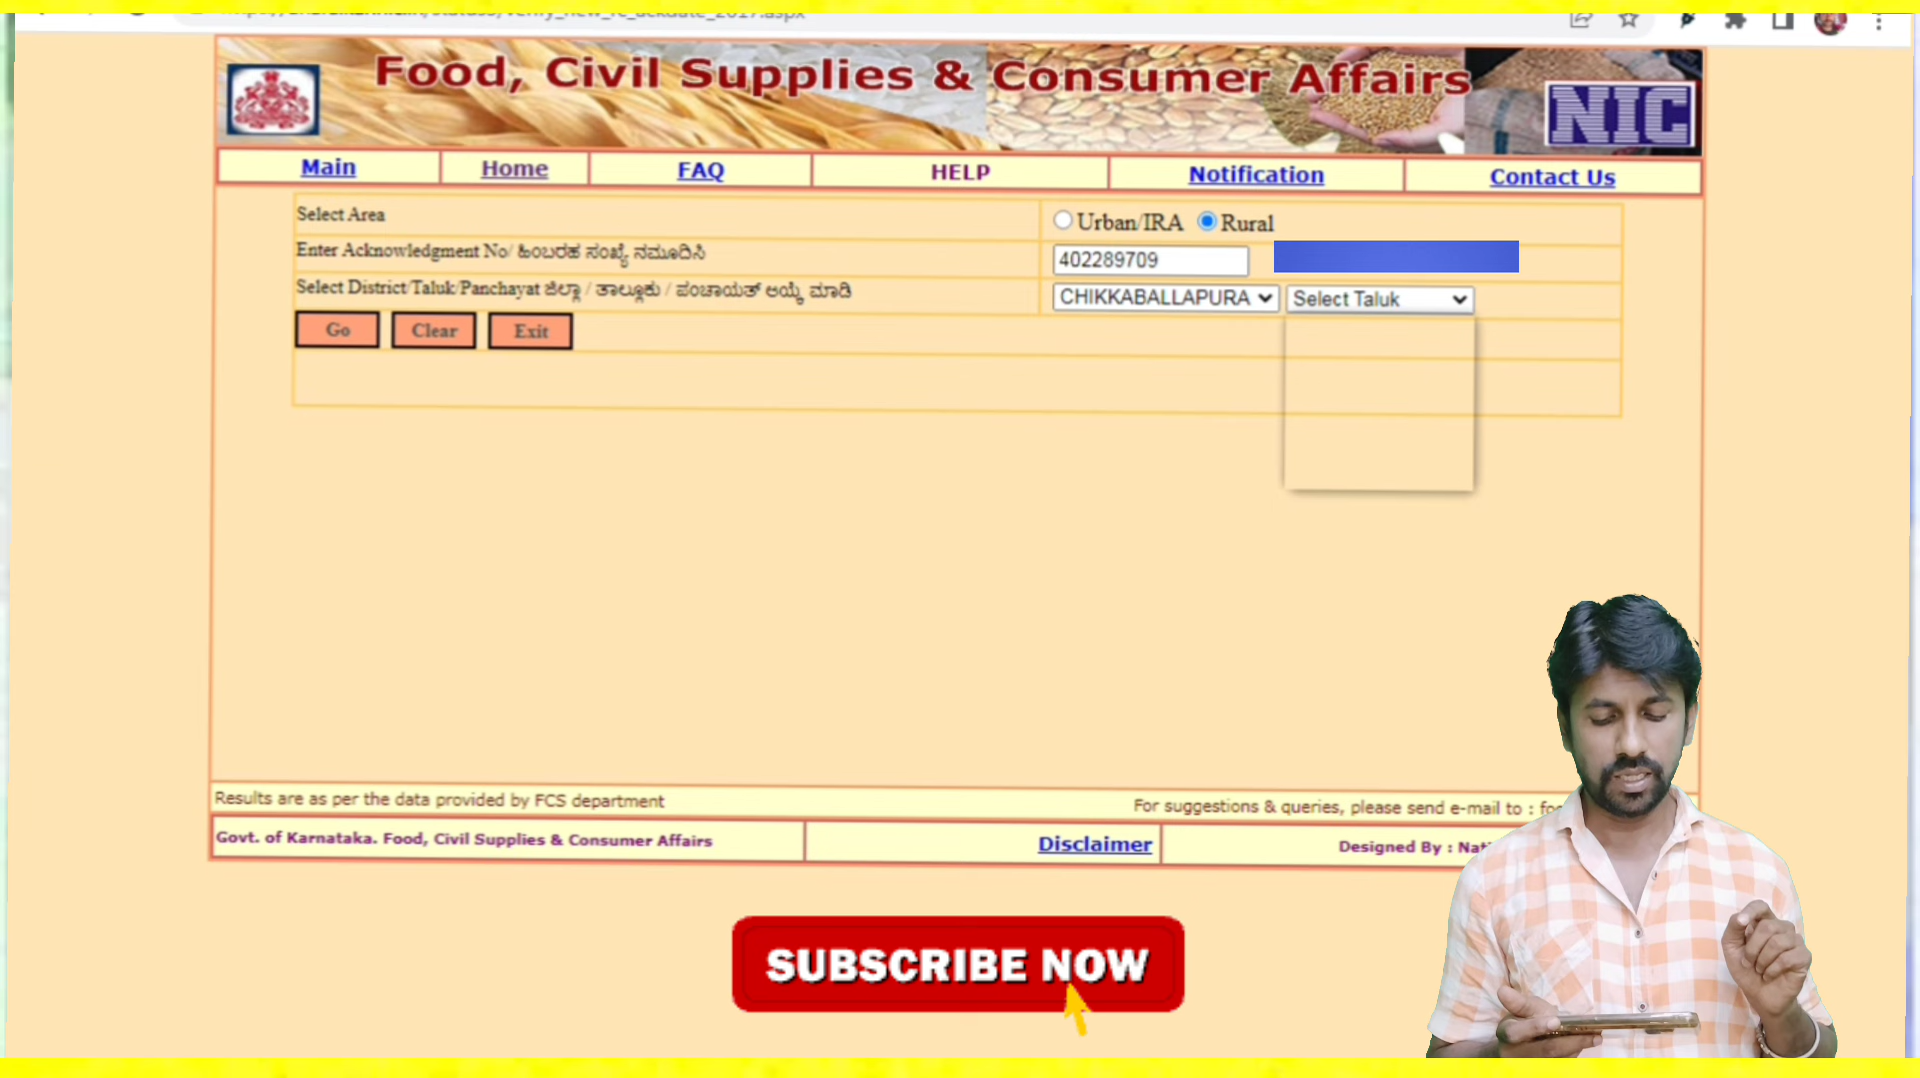 Food, Civil Supplies & Consumer Affairs
NIC
Main Home FAQ HELP Notification Contact Us
Select Area Urban/IRA Rural
Enter Acknowledgment No/ ಹಿಂಬರಹ ಸಂಖ್ಯೆ ನಮೂದಿಸಿ 402289709
Select District/Taluk/Panchayat ಜಿಲ್ಲಾ / ತಾಲ್ಲೂಕು / ಪಂಚಾಯತ್ ಆಯ್ಕೆ ಮಾಡಿ CHIKKABALLAPURA Select Taluk
Go Clear Exit
Results are as per the data provided by FCS department For suggestions & queries, please send e-mail to :
Govt. of Karnataka. Food, Civil Supplies & Consumer Affairs Disclaimer Designed By :
SUBSCRIBE NOW